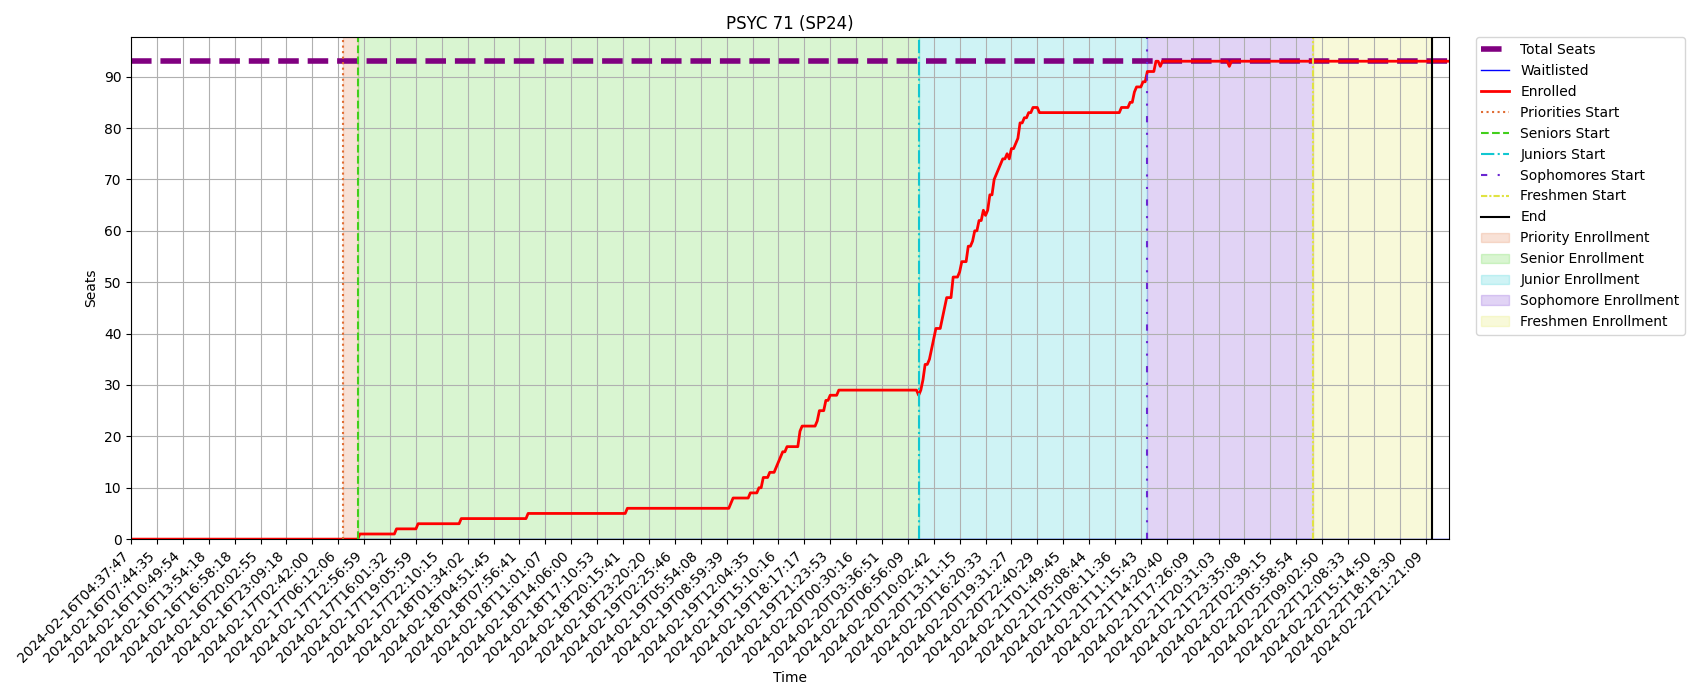 PSYC 71 (SP24)
Seats
90
80
70
60
50
40
30
20
10
0
2024-02-16T04:37:47
2024-02-16T07:44:35
2024-02-16T10:49:54
2024-02-16T13:54:18
2024-02-16T16:58:18
2024-02-16T20:02:55
2024-02-16T23:09:18
2024-02-17T02:42:00
2024-02-17T06:12:06
2024-02-17T12:56:59
2024-02-17T16:01:32
2024-02-17T19:05:59
2024-02-17T22:10:15
2024-02-18T01:34:02
2024-02-18T04:51:45
2024-02-18T07:56:41
2024-02-18T11:01:07
2024-02-18T14:06:00
2024-02-18T17:10:53
2024-02-18T20:15:41
2024-02-18T23:20:20
2024-02-19T02:25:46
2024-02-19T05:54:08
2024-02-19T08:59:39
2024-02-19T12:04:35
2024-02-19T15:10:16
2024-02-19T18:17:17
2024-02-19T21:23:53
2024-02-20T00:30:16
2024-02-20T03:36:51
2024-02-20T06:56:09
2024-02-20T10:02:42
2024-02-20T13:11:15
2024-02-20T16:20:33
2024-02-20T19:31:27
2024-02-20T22:40:29
2024-02-21T01:49:45
2024-02-21T05:08:44
2024-02-21T08:11:36
2024-02-21T11:15:43
2024-02-21T14:20:40
2024-02-21T17:26:09
2024-02-21T20:31:03
2024-02-21T23:35:08
2024-02-22T02:39:15
2024-02-22T05:58:54
2024-02-22T09:02:50
2024-02-22T12:08:33
2024-02-22T15:14:50
2024-02-22T18:18:30
2024-02-22T21:21:09
Time
Total Seats
Waitlisted
Enrolled
Priorities Start
Seniors Start
Juniors Start
Sophomores Start
Freshmen Start
End
Priority Enrollment
Senior Enrollment
Junior Enrollment
Sophomore Enrollment
Freshmen Enrollment